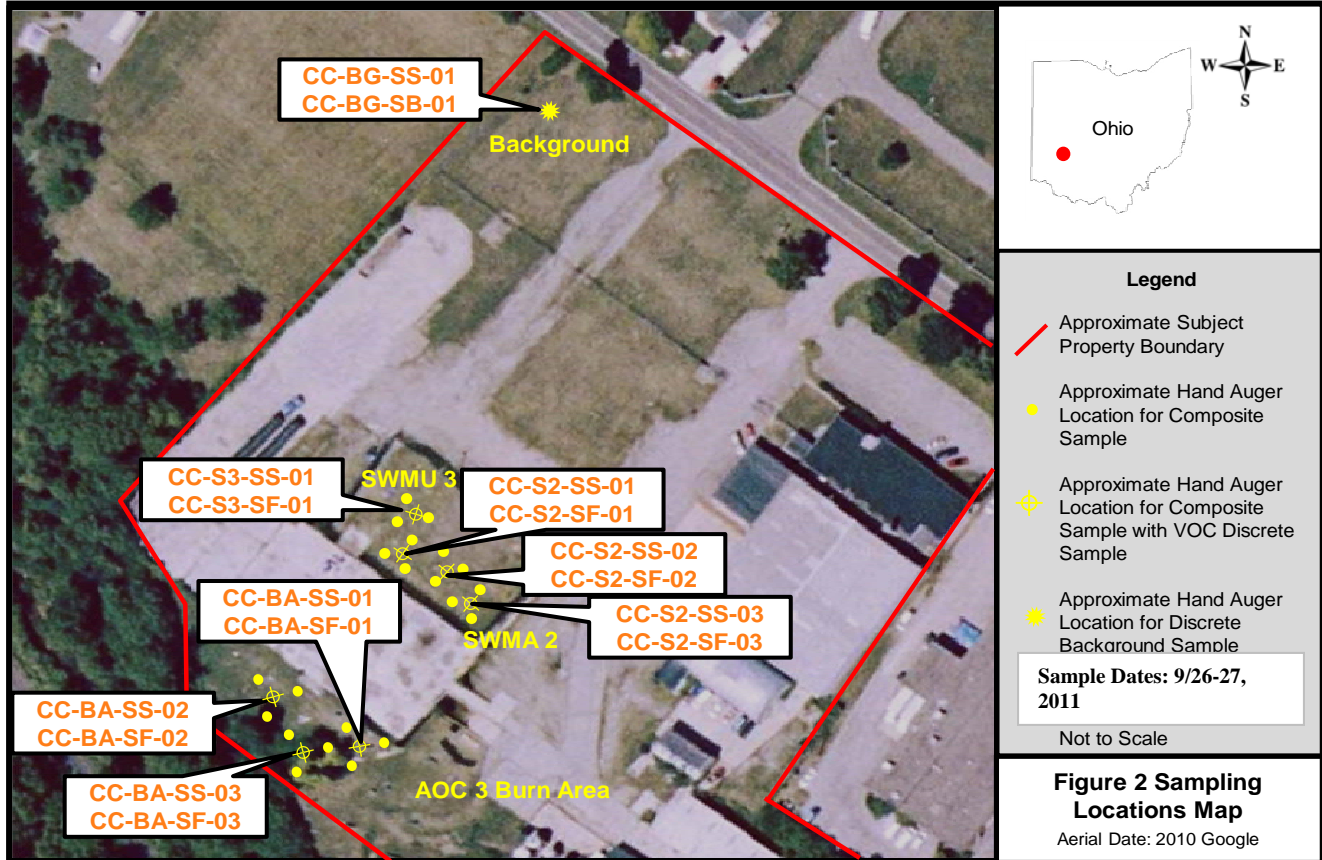 CC-BG-SS-01
CC-BG-SB-01
Background
CC-S3-SS-01
CC-S3-SF-01
SWMU 3
CC-S2-SS-01
CC-S2-SF-01
CC-S2-SS-02
CC-S2-SF-02
CC-S2-SS-03
CC-S2-SF-03
SWMA 2
CC-BA-SS-01
CC-BA-SF-01
CC-BA-SS-02
CC-BA-SF-02
CC-BA-SS-03
CC-BA-SF-03
AOC 3 Burn Area
N
W E
S
Ohio
Legend
Approximate Subject
Property Boundary
Approximate Hand Auger
Location for Composite
Sample
Approximate Hand Auger
Location for Composite
Sample with VOC Discrete
Sample
Approximate Hand Auger
Location for Discrete
Background Sample
Sample Dates: 9/26-27,
2011
Not to Scale
Figure 2 Sampling
Locations Map
Aerial Date: 2010 Google